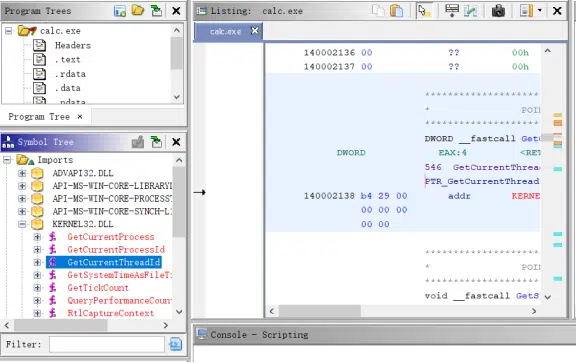 Program Trees
calc.exe
Headers
.text
.rdata
.data
.pdata
Program Tree ×
Symbol Tree
Imports
ADVAPI32.DLL
API-MS-WIN-CORE-LIBRARY
API-MS-WIN-CORE-PROCESST
API-MS-WIN-CORE-SYNCH-L1
KERNEL32.DLL
GetCurrentProcess
GetCurrentProcessId
GetCurrentThreadId
GetSystemTimeAsFileTi
GetTickCount
QueryPerformanceCoun
RtlCaptureContext
Filter:
Listing: calc.exe
calc.exe
140002136 00 ?? 00h
140002137 00 ?? 00h
********************
* POI
********************
DWORD __fastcall GetC
DWORD EAX:4 <RET
546 GetCurrentThread
PTR_GetCurrentThread
140002138 b4 29 00 addr KERNE
00 00 00
00 00
********************
* POI
********************
void __fastcall GetS
Console - Scripting